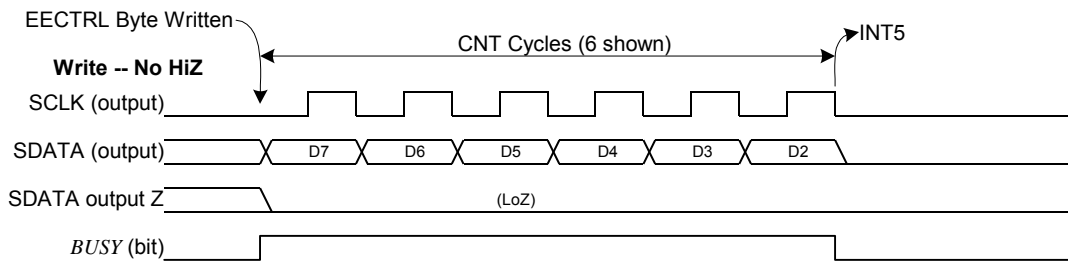 EECTRL Byte Written
CNT Cycles (6 shown)
INT5
Write -- No HiZ
SCLK (output)
SDATA (output)
D7 D6 D5 D4 D3 D2
SDATA output Z
(LoZ)
BUSY (bit)